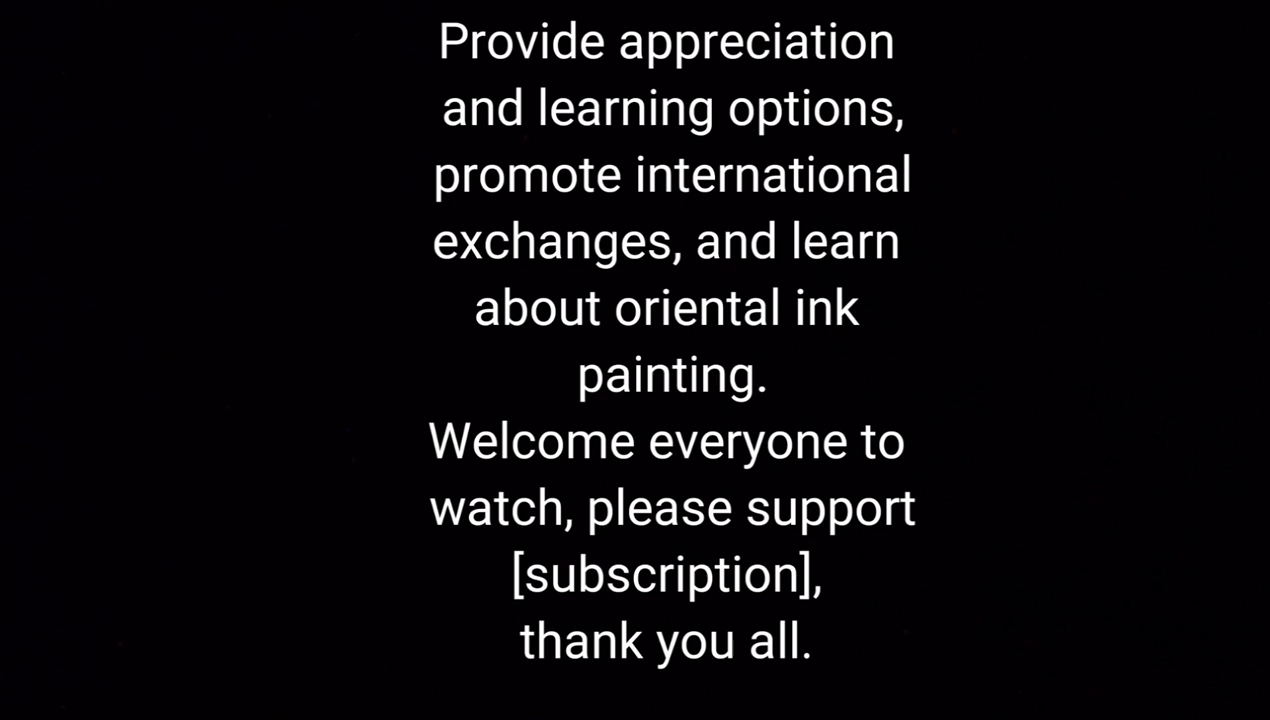 Provide appreciation
and learning options,
promote international
exchanges, and learn
about oriental ink
painting.
Welcome everyone to
watch, please support
[subscription],
thank you all.